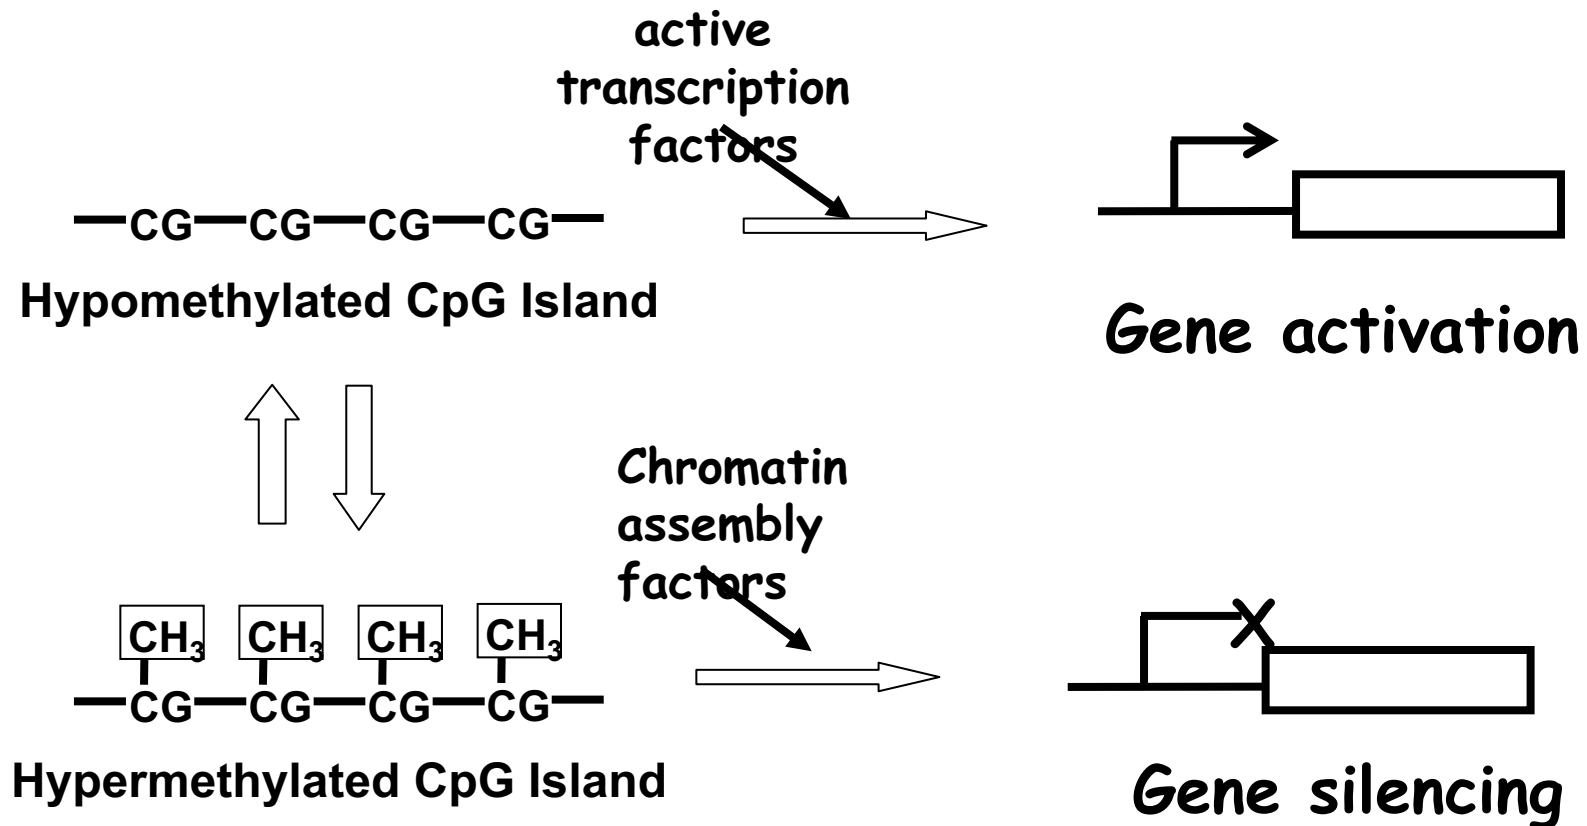 active
transcription
factors
CG CG CG CG
Hypomethylated CpG Island
Gene activation
Chromatin
assembly
factors
CH3 CH3 CH3 CH3
CG CG CG CG
Hypermethylated CpG Island
Gene silencing